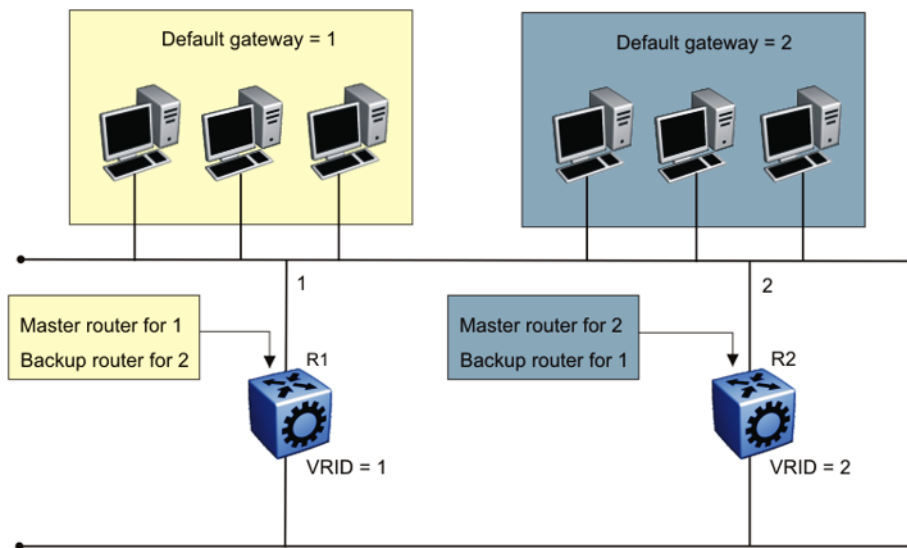 Default gateway = 1
Default gateway = 2
1
2
Master router for 1
Backup router for 2
Master router for 2
Backup router for 1
R1
R2
VRID = 1
VRID = 2